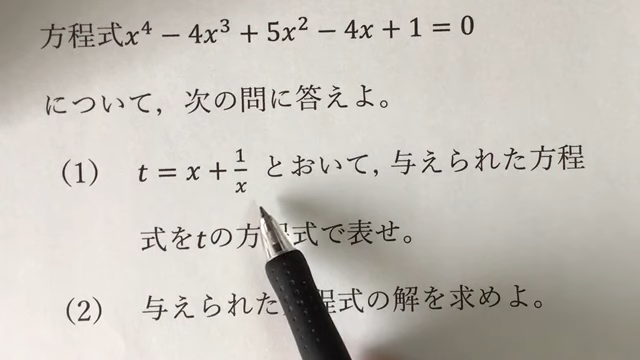 方程式x⁴ − 4x³ + 5x² − 4x + 1 = 0
について，次の問に答えよ。
(1) t = x + 1/x とおいて, 与えられた方程
式をtの方程式で表せ。
(2) 与えられた方程式の解を求めよ。